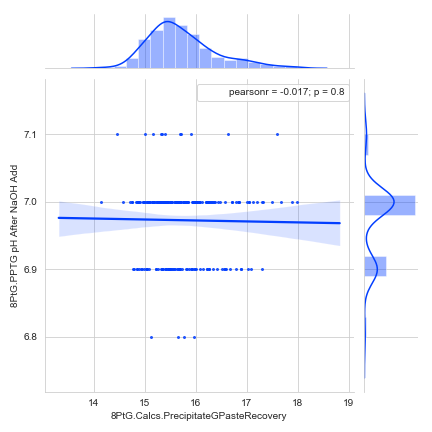 pearsonr = -0.017; p = 0.8
7.1
7.0
6.9
6.8
8PtG.PPTG pH After NaOH Add
14 15 16 17 18 19
8PtG.Calcs.PrecipitateGPasteRecovery